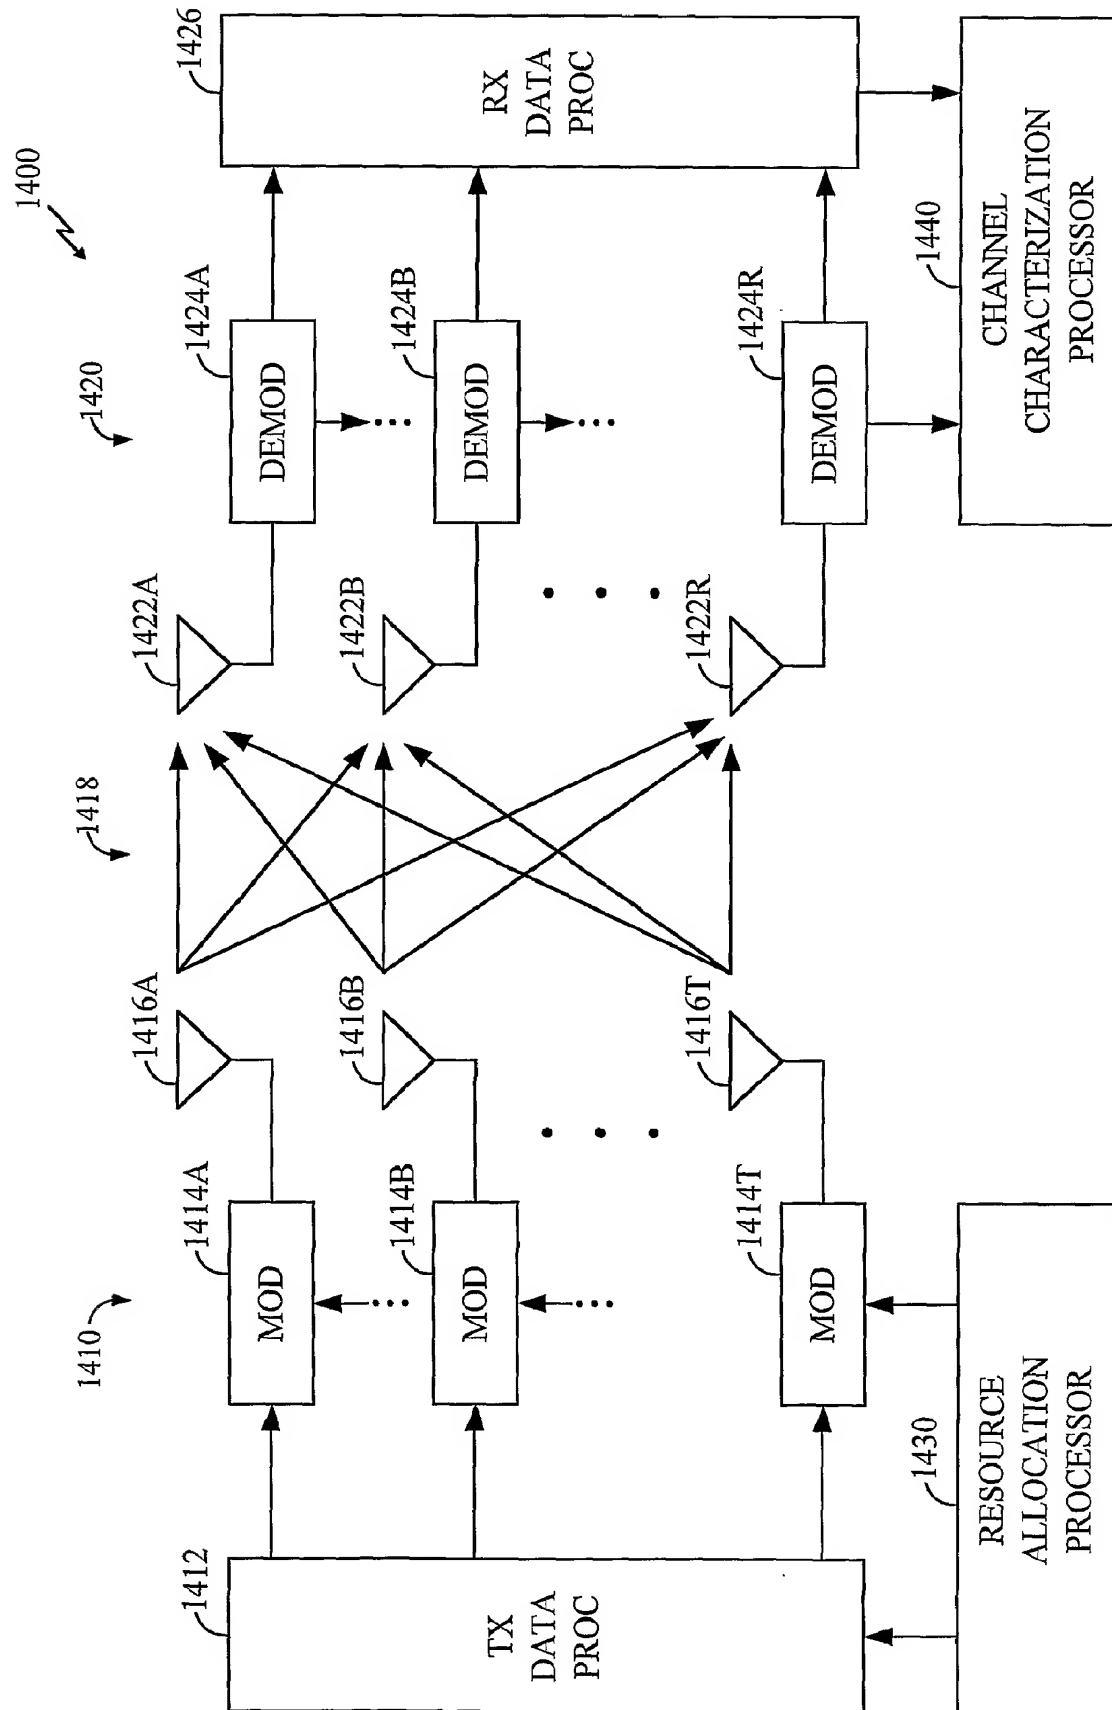 1400
1410
1418
1420
1412
TX
DATA
PROC
1414A
MOD
1416A
1422A
1424A
DEMOD
1426
RX
DATA
PROC
1414B
MOD
1416B
1422B
1424B
DEMOD
1414T
MOD
1416T
1422R
1424R
DEMOD
1430
RESOURCE
ALLOCATION
PROCESSOR
1440
CHANNEL
CHARACTERIZATION
PROCESSOR